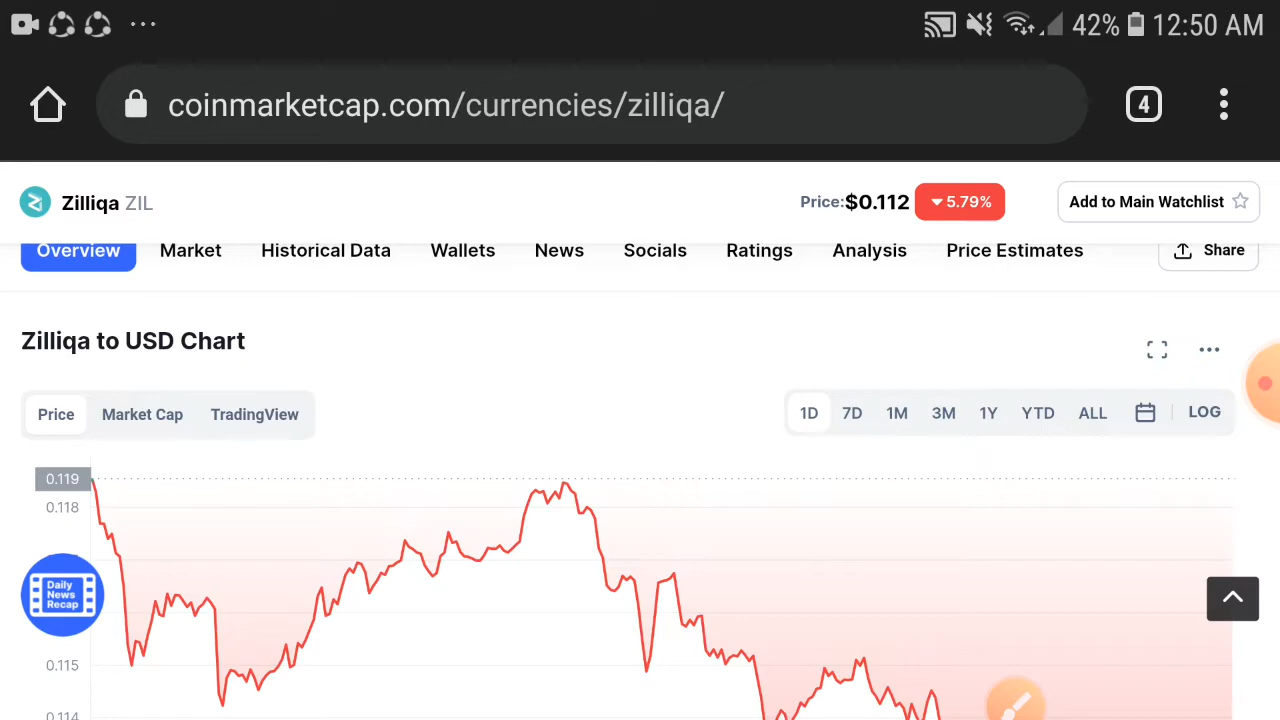 42% 12:50 AM
coinmarketcap.com/currencies/zilliqa/
4
Zilliqa ZIL
Price:$0.112
5.79%
Add to Main Watchlist
Overview
Market
Historical Data
Wallets
News
Socials
Ratings
Analysis
Price Estimates
Share
Zilliqa to USD Chart
Price
Market Cap
TradingView
1D
7D
1M
3M
1Y
YTD
ALL
LOG
0.119
0.118
Daily
News
Recap
0.115
0.114